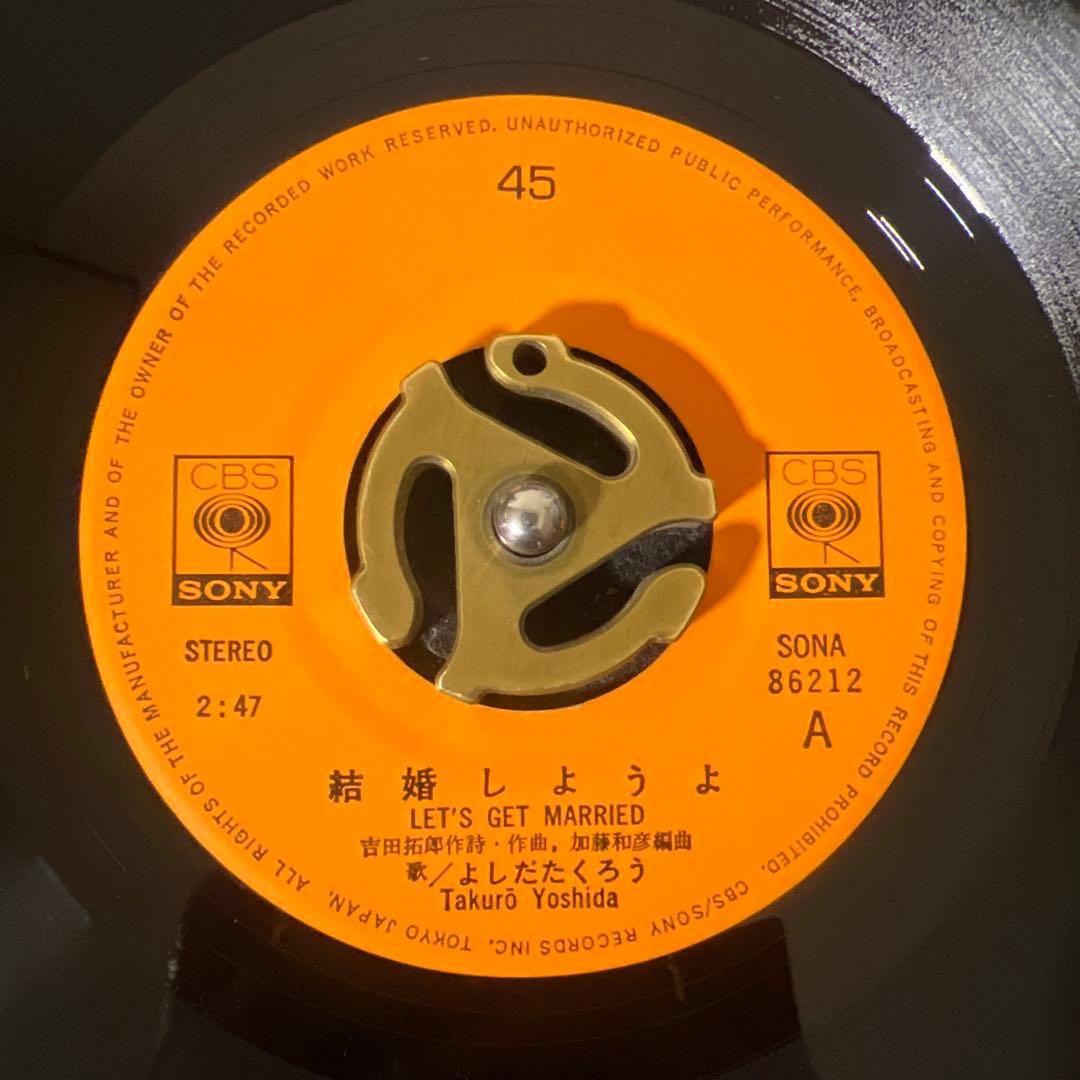 45
CBS
SONY
CBS
SONY
STEREO
2:47
SONA
86212
A
結婚しようよ
LET'S GET MARRIED
吉田拓郎作詩・作曲, 加藤和彦編曲
歌/よしだたくろう
Takurō Yoshida
ALL RIGHTS OF THE MANUFACTURER AND OF THE OWNER OF THE RECORDED WORK RESERVED. UNAUTHORIZED PUBLIC PERFORMANCE, BROADCASTING AND COPYING OF THIS RECORD PROHIBITED. CBS/SONY RECORDS INC. TOKYO JAPAN.